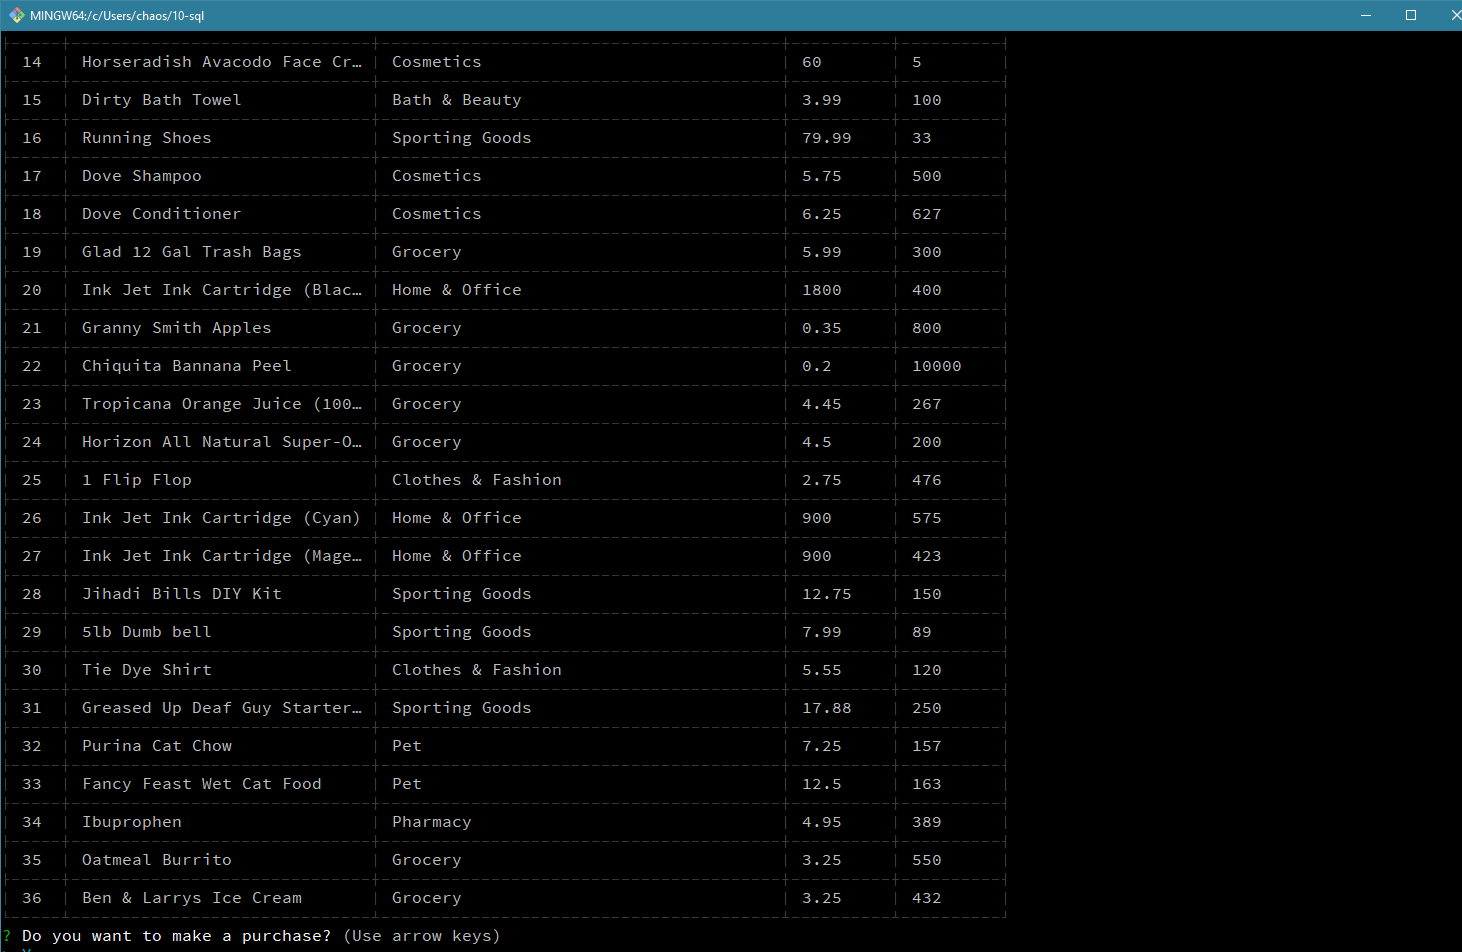 MINGW64:/c/Users/chaos/10-sql
14 Horseradish Avacodo Face Cr… Cosmetics 60 5
15 Dirty Bath Towel Bath & Beauty 3.99 100
16 Running Shoes Sporting Goods 79.99 33
17 Dove Shampoo Cosmetics 5.75 500
18 Dove Conditioner Cosmetics 6.25 627
19 Glad 12 Gal Trash Bags Grocery 5.99 300
20 Ink Jet Ink Cartridge (Blac… Home & Office 1800 400
21 Granny Smith Apples Grocery 0.35 800
22 Chiquita Bannana Peel Grocery 0.2 10000
23 Tropicana Orange Juice (100… Grocery 4.45 267
24 Horizon All Natural Super-O… Grocery 4.5 200
25 1 Flip Flop Clothes & Fashion 2.75 476
26 Ink Jet Ink Cartridge (Cyan) Home & Office 900 575
27 Ink Jet Ink Cartridge (Mage… Home & Office 900 423
28 Jihadi Bills DIY Kit Sporting Goods 12.75 150
29 5lb Dumb bell Sporting Goods 7.99 89
30 Tie Dye Shirt Clothes & Fashion 5.55 120
31 Greased Up Deaf Guy Starter… Sporting Goods 17.88 250
32 Purina Cat Chow Pet 7.25 157
33 Fancy Feast Wet Cat Food Pet 12.5 163
34 Ibuprophen Pharmacy 4.95 389
35 Oatmeal Burrito Grocery 3.25 550
36 Ben & Larrys Ice Cream Grocery 3.25 432
? Do you want to make a purchase? (Use arrow keys)